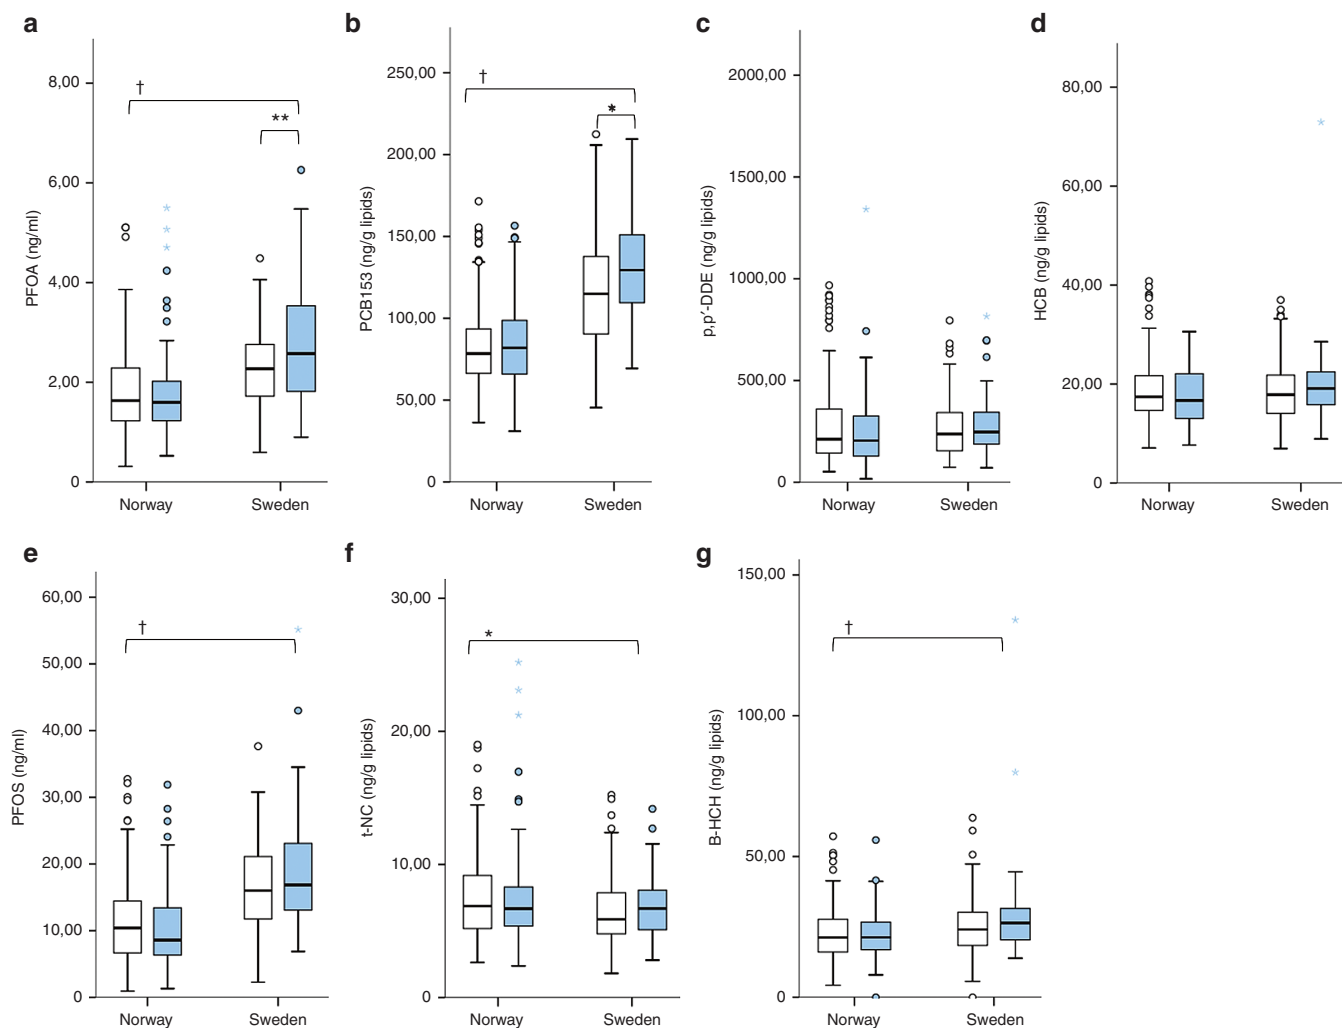 a
PFOA (ng/ml)
8,00
6,00
4,00
2,00
0
†
**
Norway
Sweden
b
PCB153 (ng/g lipids)
250,00
200,00
150,00
100,00
50,00
0
†
*
Norway
Sweden
c
p,p′-DDE (ng/g lipids)
2000,00
1500,00
1000,00
500,00
0
Norway
Sweden
d
HCB (ng/g lipids)
80,00
60,00
40,00
20,00
0
Norway
Sweden
e
PFOS (ng/ml)
60,00
50,00
40,00
30,00
20,00
10,00
0
†
Norway
Sweden
f
t-NC (ng/g lipids)
30,00
20,00
10,00
0
*
Norway
Sweden
g
B-HCH (ng/g lipids)
150,00
100,00
50,00
0
†
Norway
Sweden